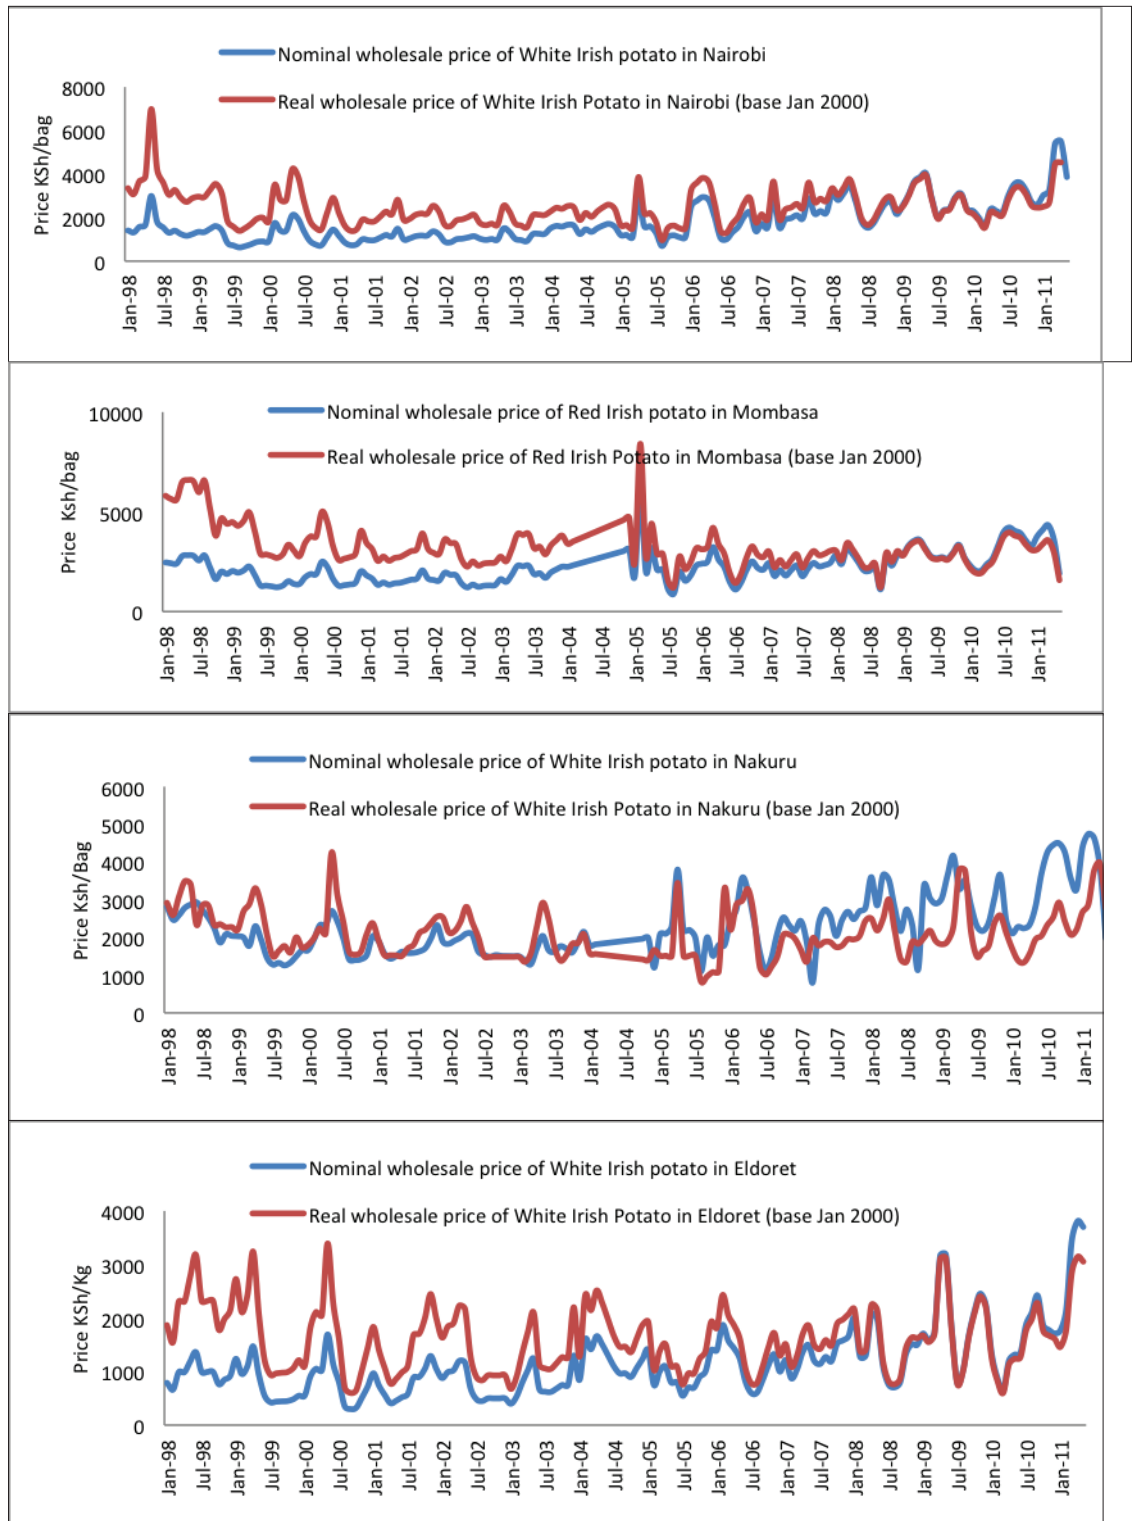 Nominal wholesale price of White Irish potato in Nairobi
Real wholesale price of White Irish Potato in Nairobi (base Jan 2000)
Price KSh/bag
8000
6000
4000
2000
0
Jan-98 Jul-98 Jan-99 Jul-99 Jan-00 Jul-00 Jan-01 Jul-01 Jan-02 Jul-02 Jan-03 Jul-03 Jan-04 Jul-04 Jan-05 Jul-05 Jan-06 Jul-06 Jan-07 Jul-07 Jan-08 Jul-08 Jan-09 Jul-09 Jan-10 Jul-10 Jan-11
Nominal wholesale price of Red Irish potato in Mombasa
Real wholesale price of Red Irish Potato in Mombasa (base Jan 2000)
Price Ksh/bag
10000
5000
0
Jan-98 Jul-98 Jan-99 Jul-99 Jan-00 Jul-00 Jan-01 Jul-01 Jan-02 Jul-02 Jan-03 Jul-03 Jan-04 Jul-04 Jan-05 Jul-05 Jan-06 Jul-06 Jan-07 Jul-07 Jan-08 Jul-08 Jan-09 Jul-09 Jan-10 Jul-10 Jan-11
Nominal wholesale price of White Irish potato in Nakuru
Real wholesale price of White Irish Potato in Nakuru (base Jan 2000)
Price Ksh/Bag
6000
5000
4000
3000
2000
1000
0
Jan-98 Jul-98 Jan-99 Jul-99 Jan-00 Jul-00 Jan-01 Jul-01 Jan-02 Jul-02 Jan-03 Jul-03 Jan-04 Jul-04 Jan-05 Jul-05 Jan-06 Jul-06 Jan-07 Jul-07 Jan-08 Jul-08 Jan-09 Jul-09 Jan-10 Jul-10 Jan-11
Nominal wholesale price of White Irish potato in Eldoret
Real wholesale price of White Irish Potato in Eldoret (base Jan 2000)
Price KSh/Kg
4000
3000
2000
1000
0
Jan-98 Jul-98 Jan-99 Jul-99 Jan-00 Jul-00 Jan-01 Jul-01 Jan-02 Jul-02 Jan-03 Jul-03 Jan-04 Jul-04 Jan-05 Jul-05 Jan-06 Jul-06 Jan-07 Jul-07 Jan-08 Jul-08 Jan-09 Jul-09 Jan-10 Jul-10 Jan-11